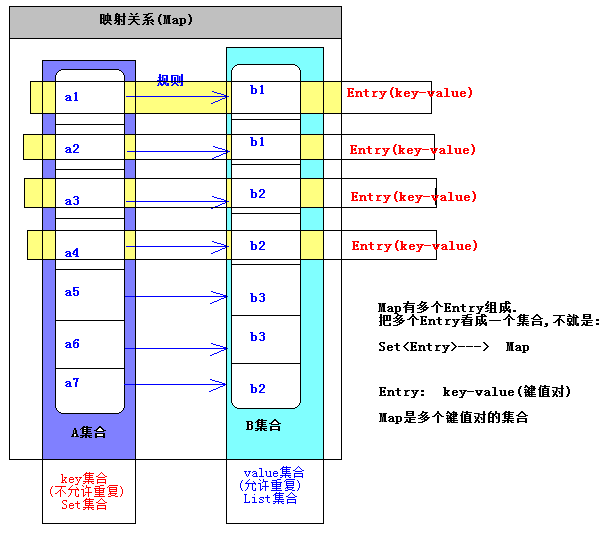 映射关系(Map)
规则
a1
b1
Entry(key-value)
a2
b1
Entry(key-value)
a3
b2
Entry(key-value)
a4
b2
Entry(key-value)
a5
b3
a6
b3
a7
b2
A集合
B集合
key集合
(不允许重复)
Set集合
value集合
(允许重复)
List集合
Map有多个Entry组成.
把多个Entry看成一个集合,不就是:
Set<Entry>---> Map
Entry: key-value(键值对)
Map是多个键值对的集合